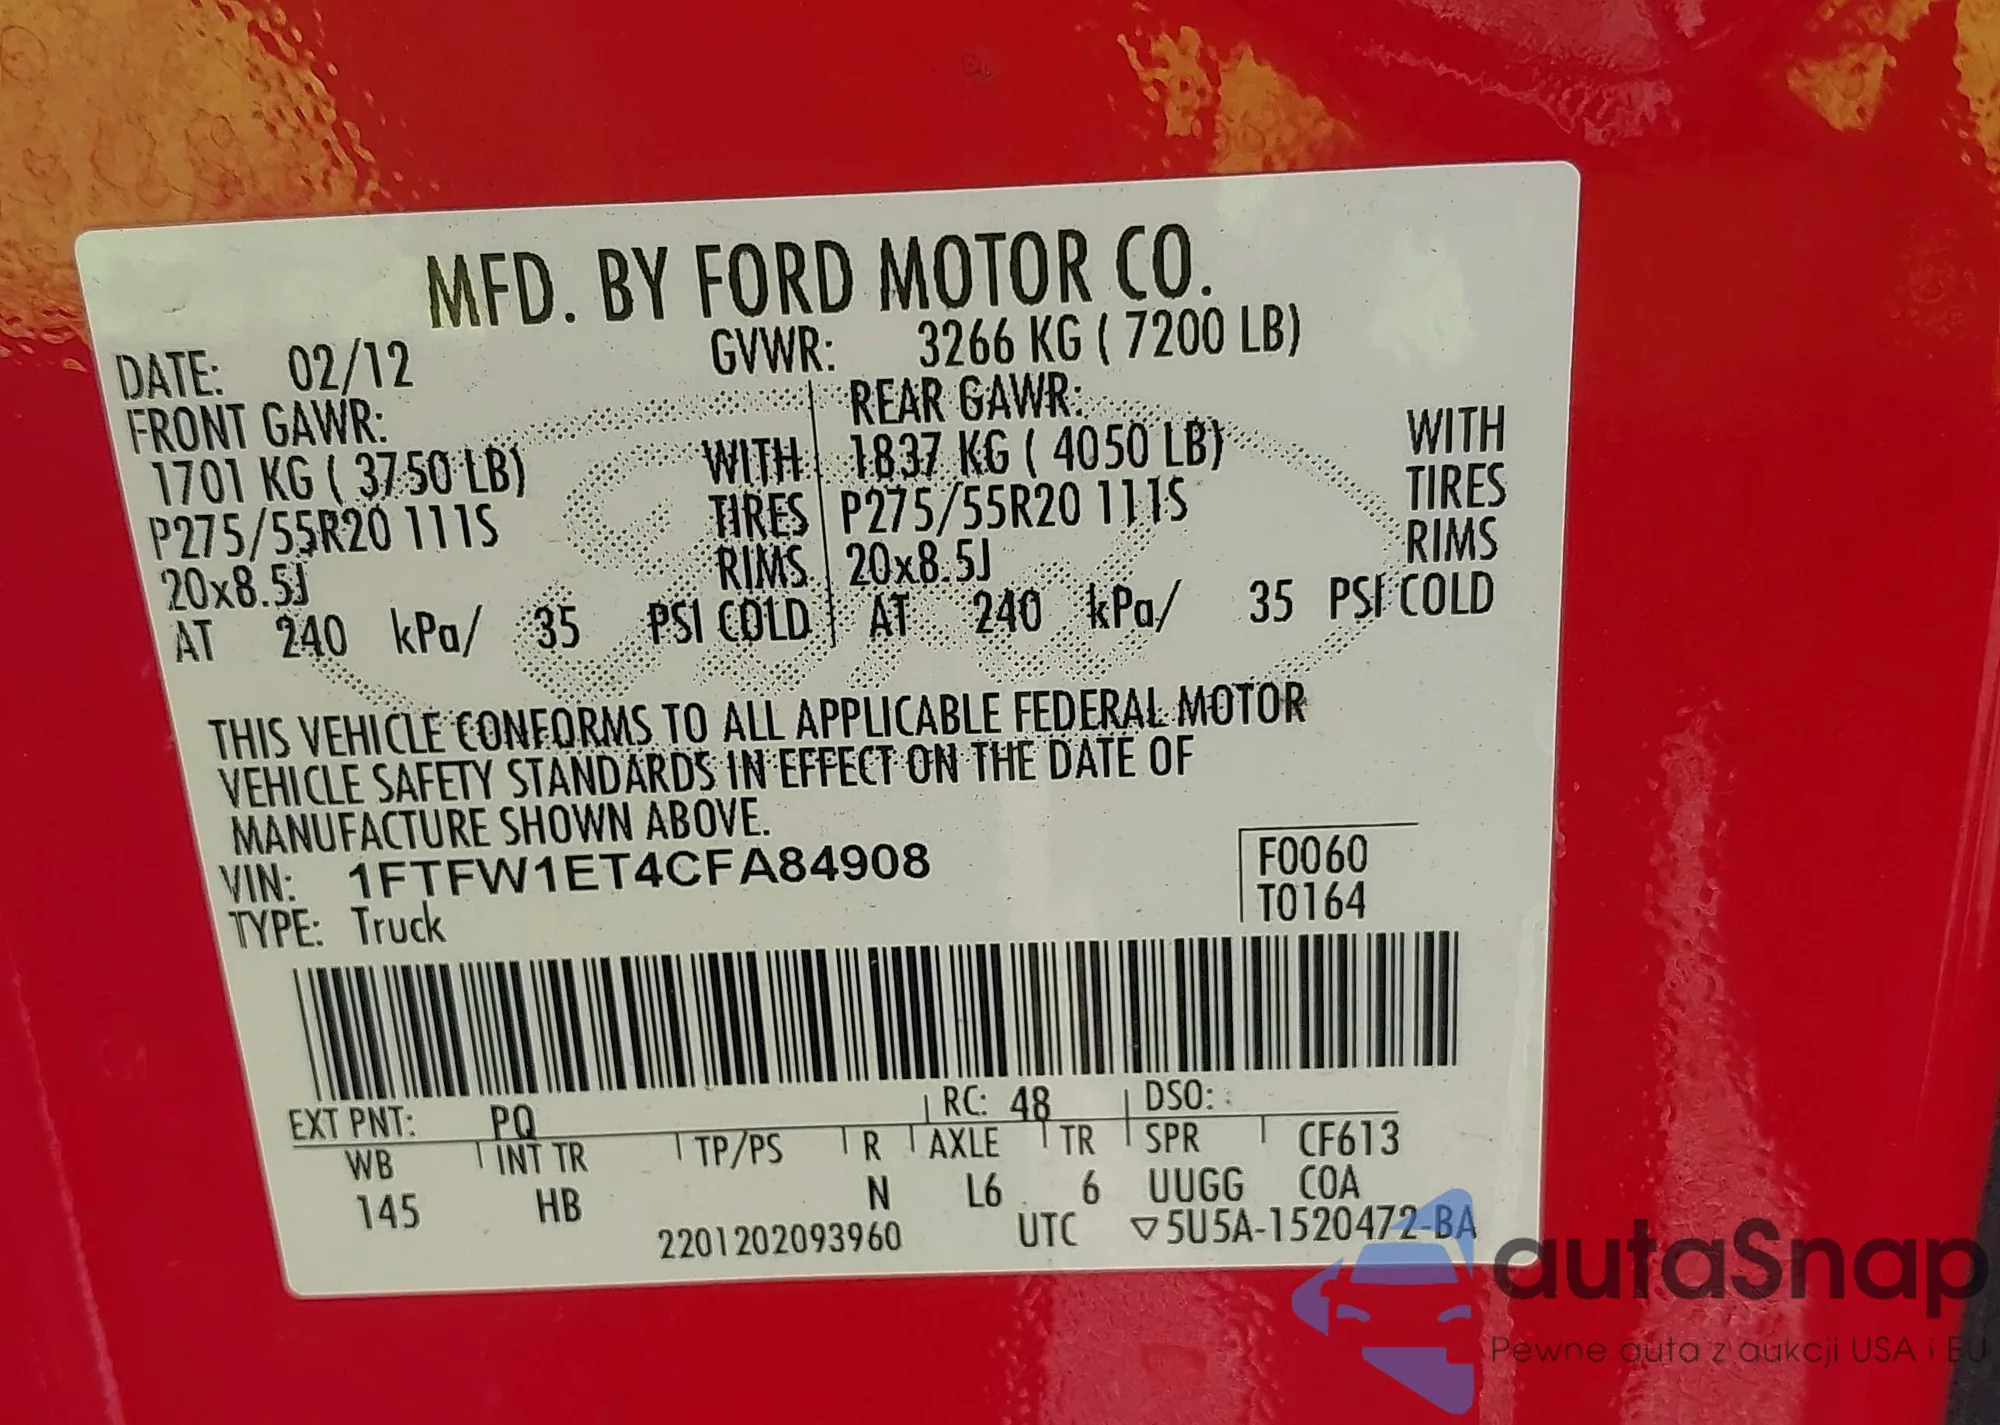 MFD. BY FORD MOTOR CO.
DATE: 02/12 GVWR: 3266 KG ( 7200 LB)
FRONT GAWR: REAR GAWR:
1701 KG ( 3750 LB) WITH 1837 KG ( 4050 LB) WITH
P275/55R20 111S TIRES P275/55R20 111S TIRES
20x8.5J RIMS 20x8.5J RIMS
AT 240 kPa/ 35 PSI COLD AT 240 kPa/ 35 PSI COLD
THIS VEHICLE CONFORMS TO ALL APPLICABLE FEDERAL MOTOR
VEHICLE SAFETY STANDARDS IN EFFECT ON THE DATE OF
MANUFACTURE SHOWN ABOVE.
VIN: 1FTFW1ET4CFA84908 F0060
TYPE: Truck T0164
EXT PNT: PQ RC: 48 DSO:
WB INT TR TP/PS R AXLE TR SPR CF613
145 HB N L6 6 UUGG COA
2201202093960 UTC ▽5U5A-1520472-BA
autaSnap
Pewne auta z aukcji USA i EU